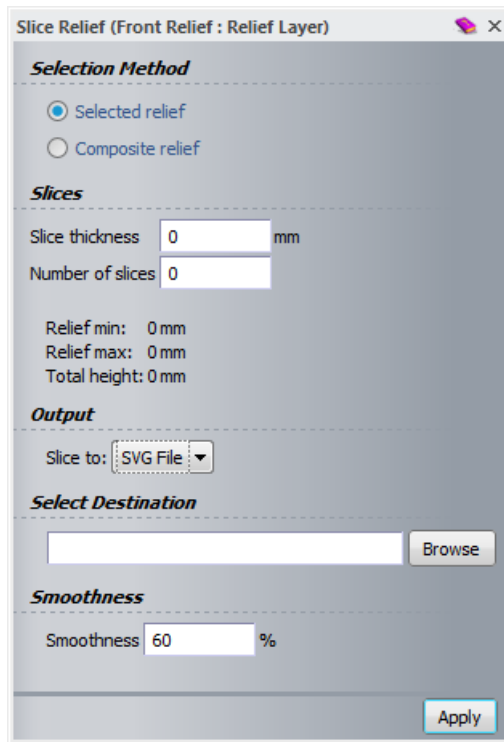 Slice Relief (Front Relief : Relief Layer)
Selection Method
Selected relief
Composite relief
Slices
Slice thickness 0 mm
Number of slices 0
Relief min: 0 mm
Relief max: 0 mm
Total height: 0 mm
Output
Slice to: SVG File
Select Destination
Browse
Smoothness
Smoothness 60 %
Apply